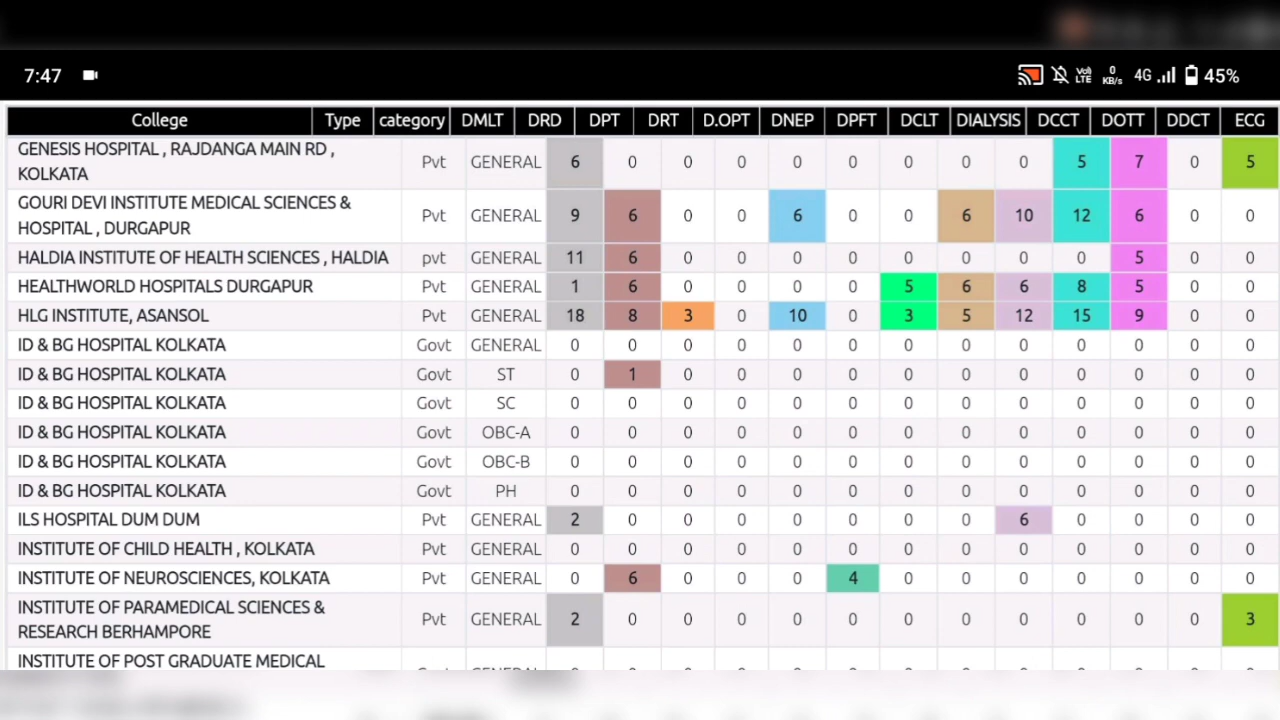 7:47 Vo) LTE 0 KB/s 4G 45%
College Type category DMLT DRD DPT DRT D.OPT DNEP DPFT DCLT DIALYSIS DCCT DOTT DDCT ECG
GENESIS HOSPITAL , RAJDANGA MAIN RD ,
KOLKATA Pvt GENERAL 6 0 0 0 0 0 0 0 0 5 7 0 5
GOURI DEVI INSTITUTE MEDICAL SCIENCES &
HOSPITAL , DURGAPUR Pvt GENERAL 9 6 0 0 6 0 0 6 10 12 6 0 0
HALDIA INSTITUTE OF HEALTH SCIENCES , HALDIA pvt GENERAL 11 6 0 0 0 0 0 0 0 0 5 0 0
HEALTHWORLD HOSPITALS DURGAPUR Pvt GENERAL 1 6 0 0 0 0 5 6 6 8 5 0 0
HLG INSTITUTE, ASANSOL Pvt GENERAL 18 8 3 0 10 0 3 5 12 15 9 0 0
ID & BG HOSPITAL KOLKATA Govt GENERAL 0 0 0 0 0 0 0 0 0 0 0 0 0
ID & BG HOSPITAL KOLKATA Govt ST 0 1 0 0 0 0 0 0 0 0 0 0 0
ID & BG HOSPITAL KOLKATA Govt SC 0 0 0 0 0 0 0 0 0 0 0 0 0
ID & BG HOSPITAL KOLKATA Govt OBC-A 0 0 0 0 0 0 0 0 0 0 0 0 0
ID & BG HOSPITAL KOLKATA Govt OBC-B 0 0 0 0 0 0 0 0 0 0 0 0 0
ID & BG HOSPITAL KOLKATA Govt PH 0 0 0 0 0 0 0 0 0 0 0 0 0
ILS HOSPITAL DUM DUM Pvt GENERAL 2 0 0 0 0 0 0 0 6 0 0 0 0
INSTITUTE OF CHILD HEALTH , KOLKATA Pvt GENERAL 0 0 0 0 0 0 0 0 0 0 0 0 0
INSTITUTE OF NEUROSCIENCES, KOLKATA Pvt GENERAL 0 6 0 0 0 4 0 0 0 0 0 0 0
INSTITUTE OF PARAMEDICAL SCIENCES &
RESEARCH BERHAMPORE Pvt GENERAL 2 0 0 0 0 0 0 0 0 0 0 0 3
INSTITUTE OF POST GRADUATE MEDICAL